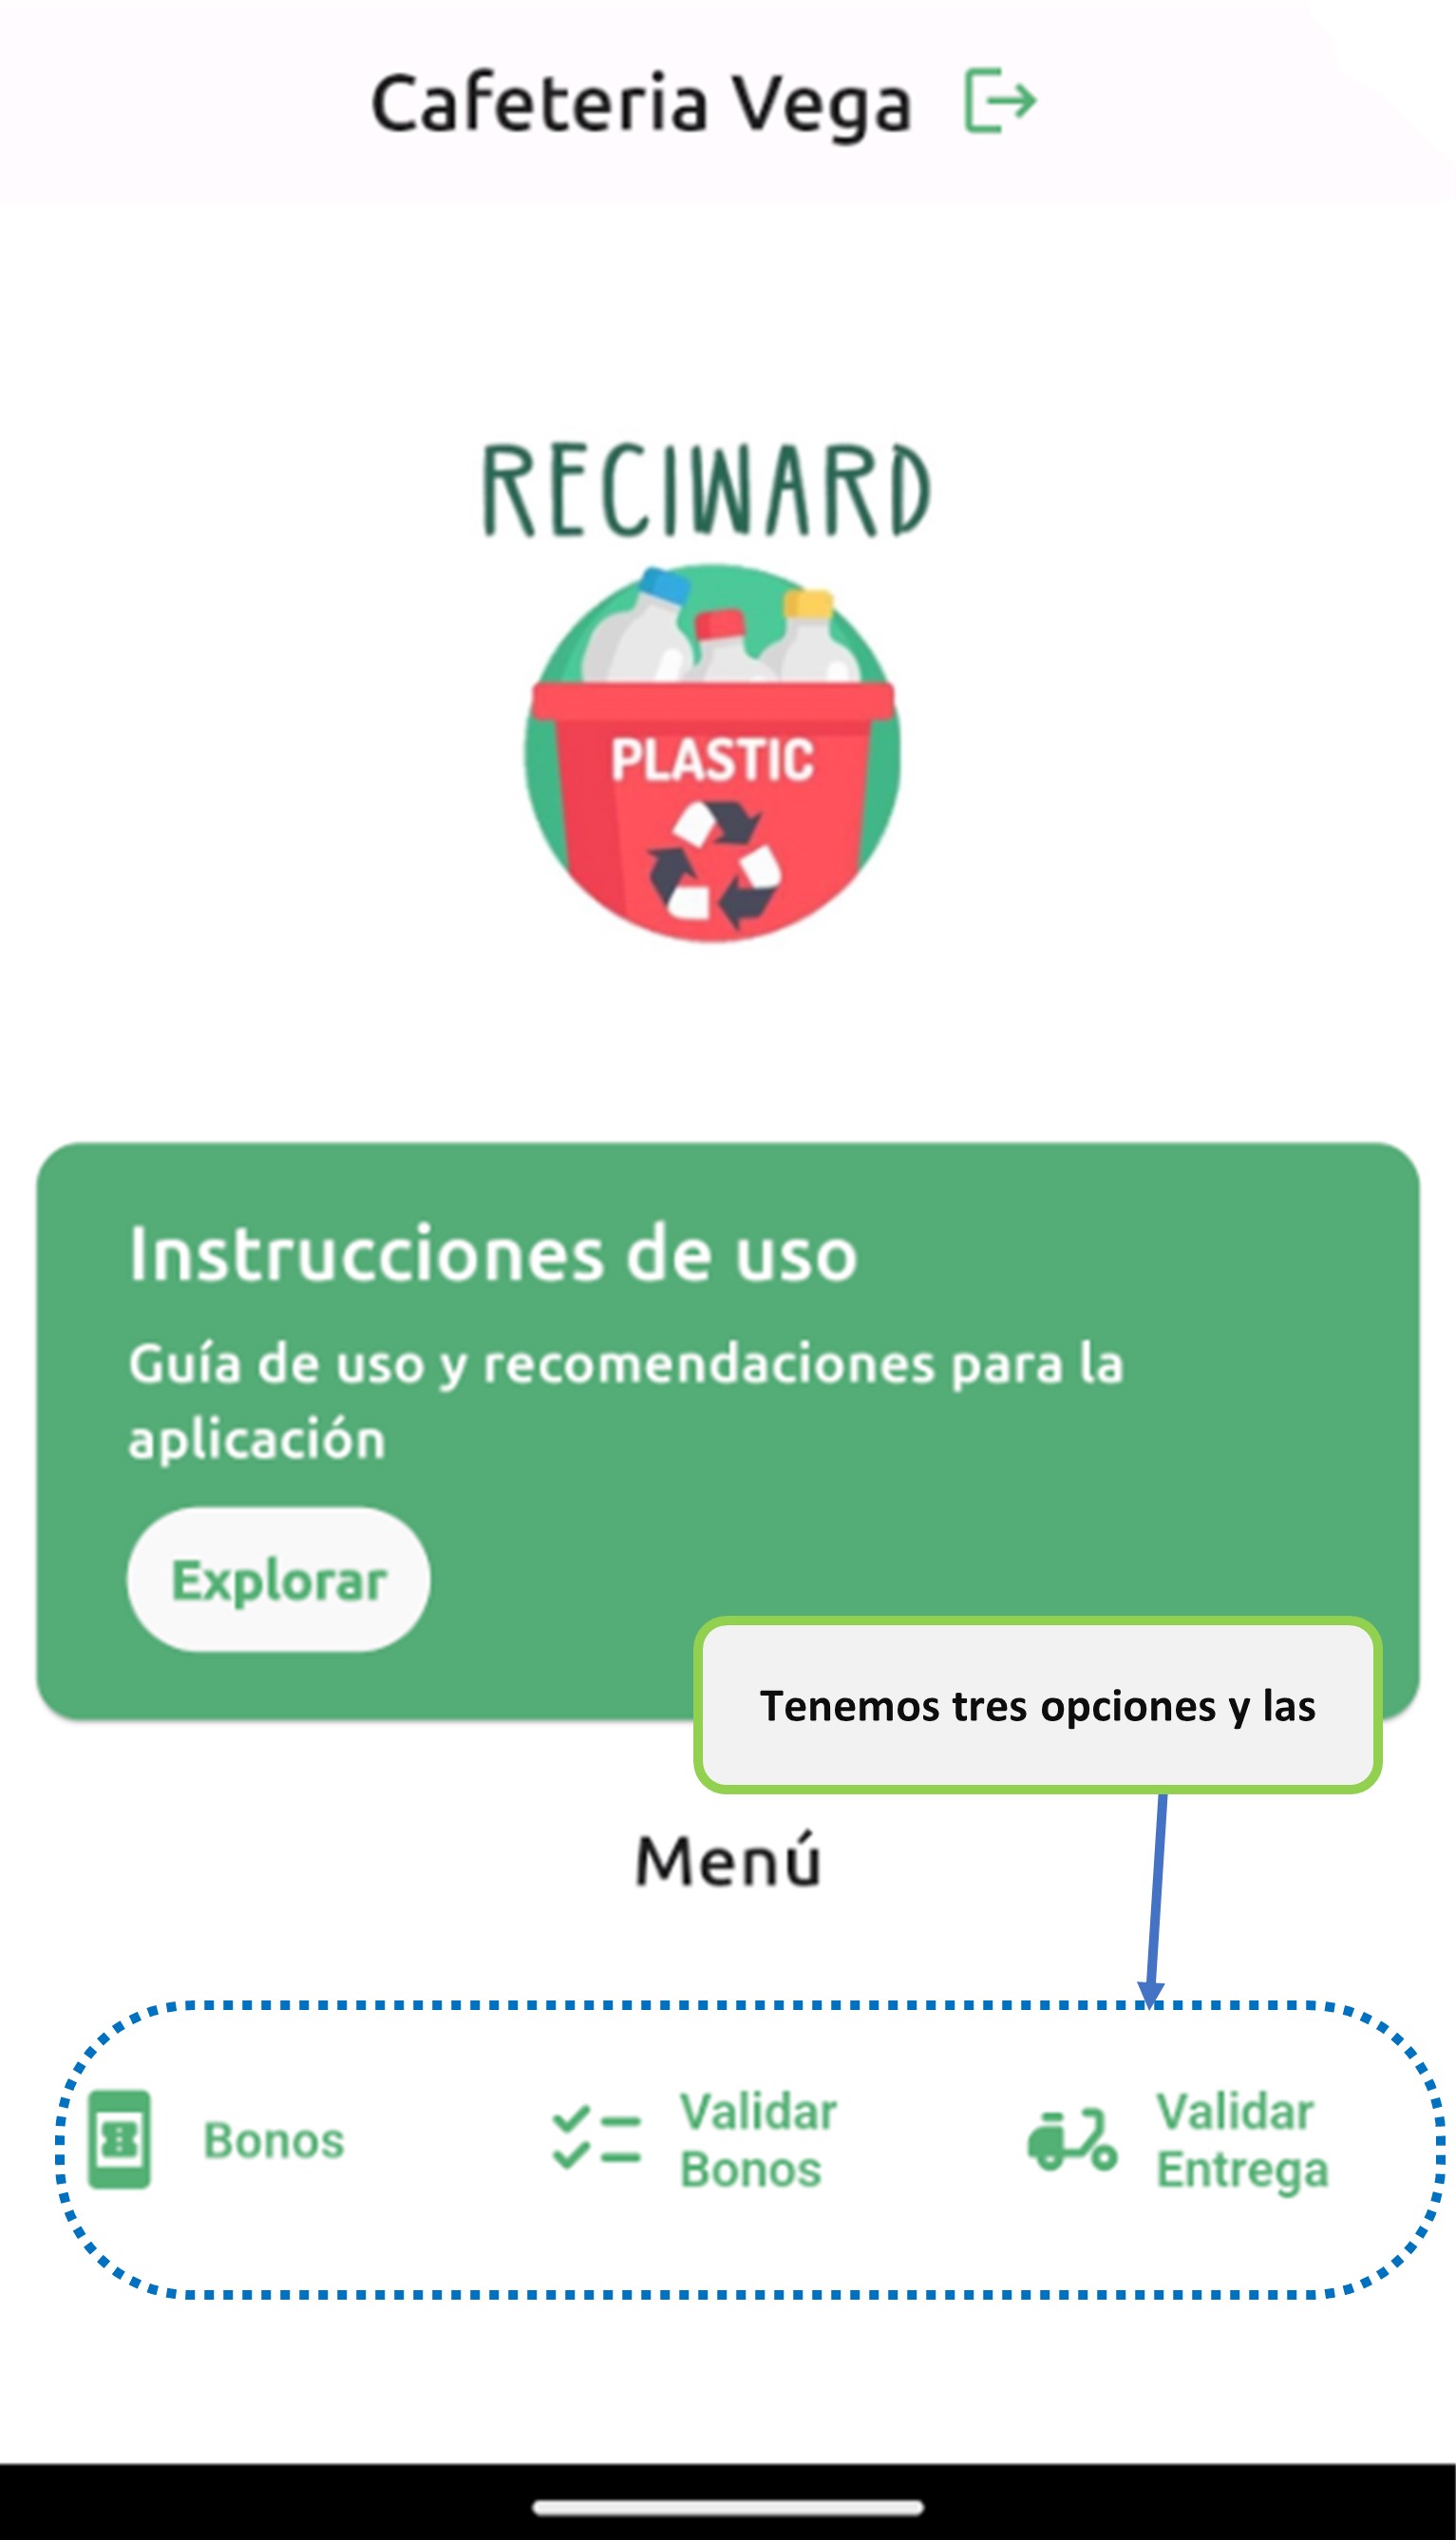 Cafeteria Vega
RECIWARD
PLASTIC
Instrucciones de uso
Guía de uso y recomendaciones para la
aplicación
Explorar
Tenemos tres opciones y las
Menú
Bonos
Validar
Bonos
Validar
Entrega